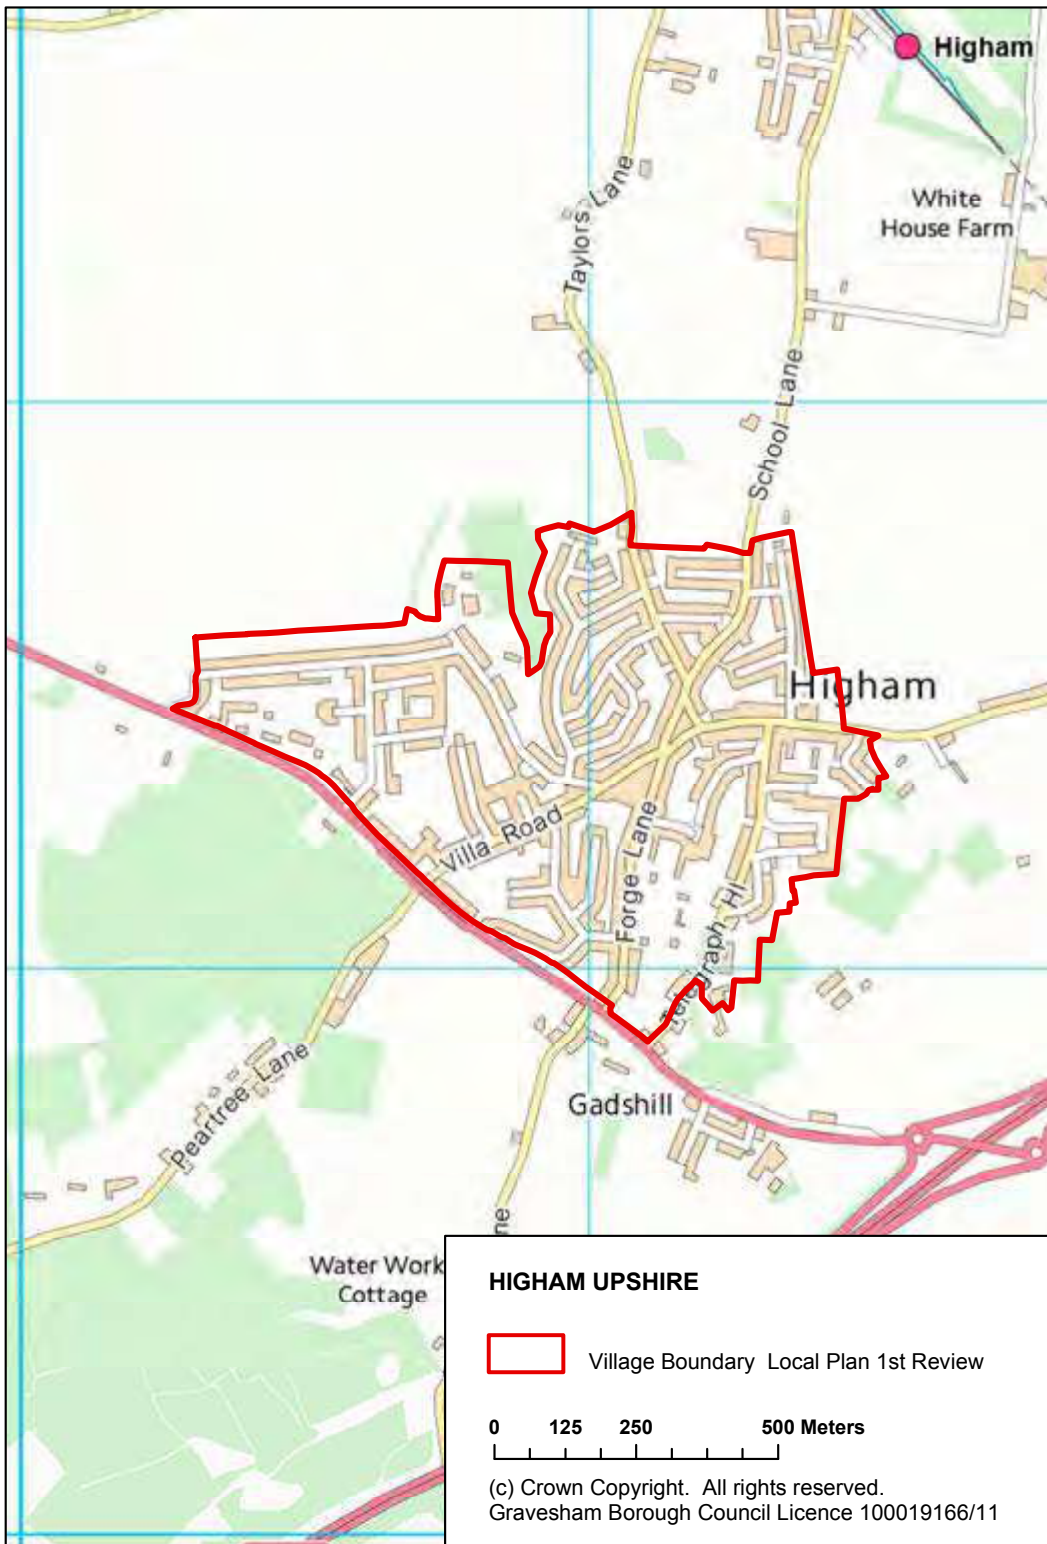 Higham
White
House Farm
Taylors Lane
School Lane
Higham
Villa Road
Forge Lane
Telegraph Hl
Gadshill
Peartree Lane
ne
Water Work
Cottage
HIGHAM UPSHIRE
Village Boundary Local Plan 1st Review
0 125 250 500 Meters
(c) Crown Copyright. All rights reserved.
Gravesham Borough Council Licence 100019166/11